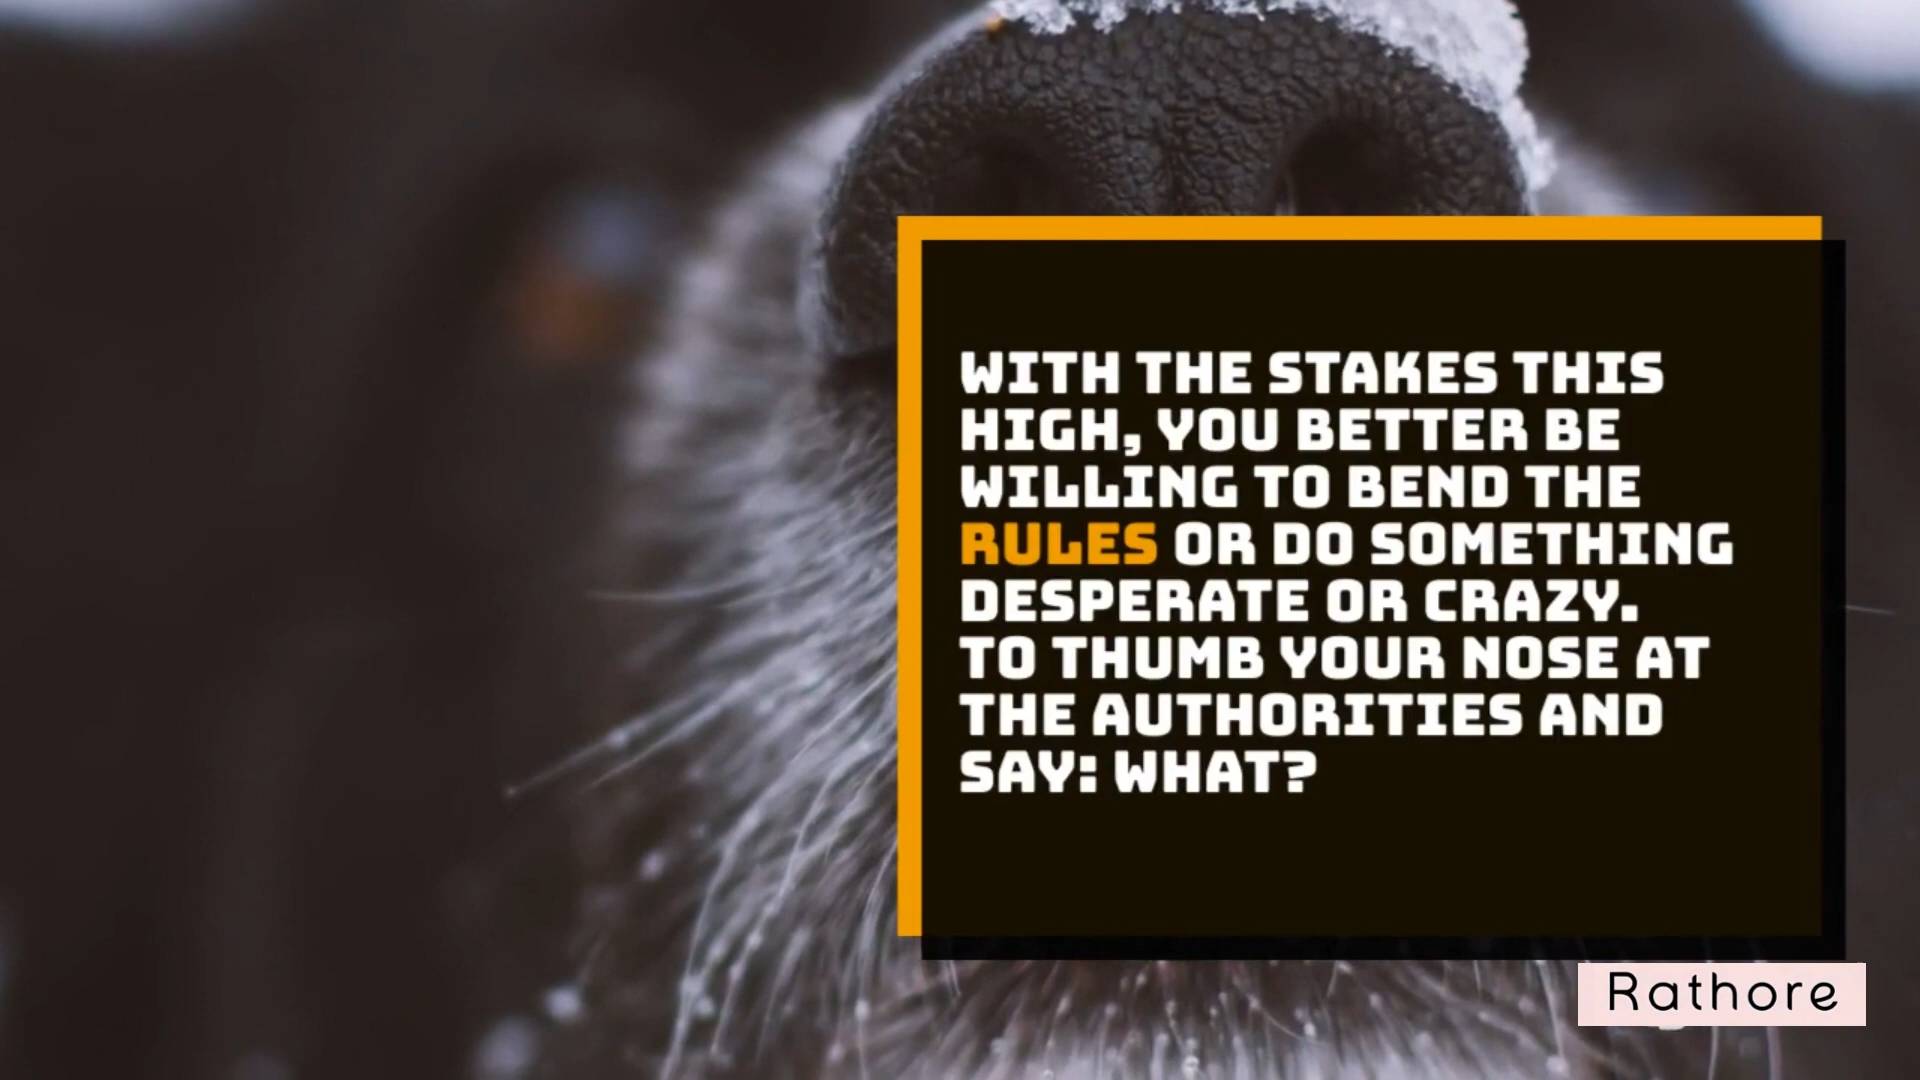 WITH THE STAKES THIS
HIGH, YOU BETTER BE
WILLING TO BEND THE
RULES OR DO SOMETHING
DESPERATE OR CRAZY.
TO THUMB YOUR NOSE AT
THE AUTHORITIES AND
SAY: WHAT?
Rathore